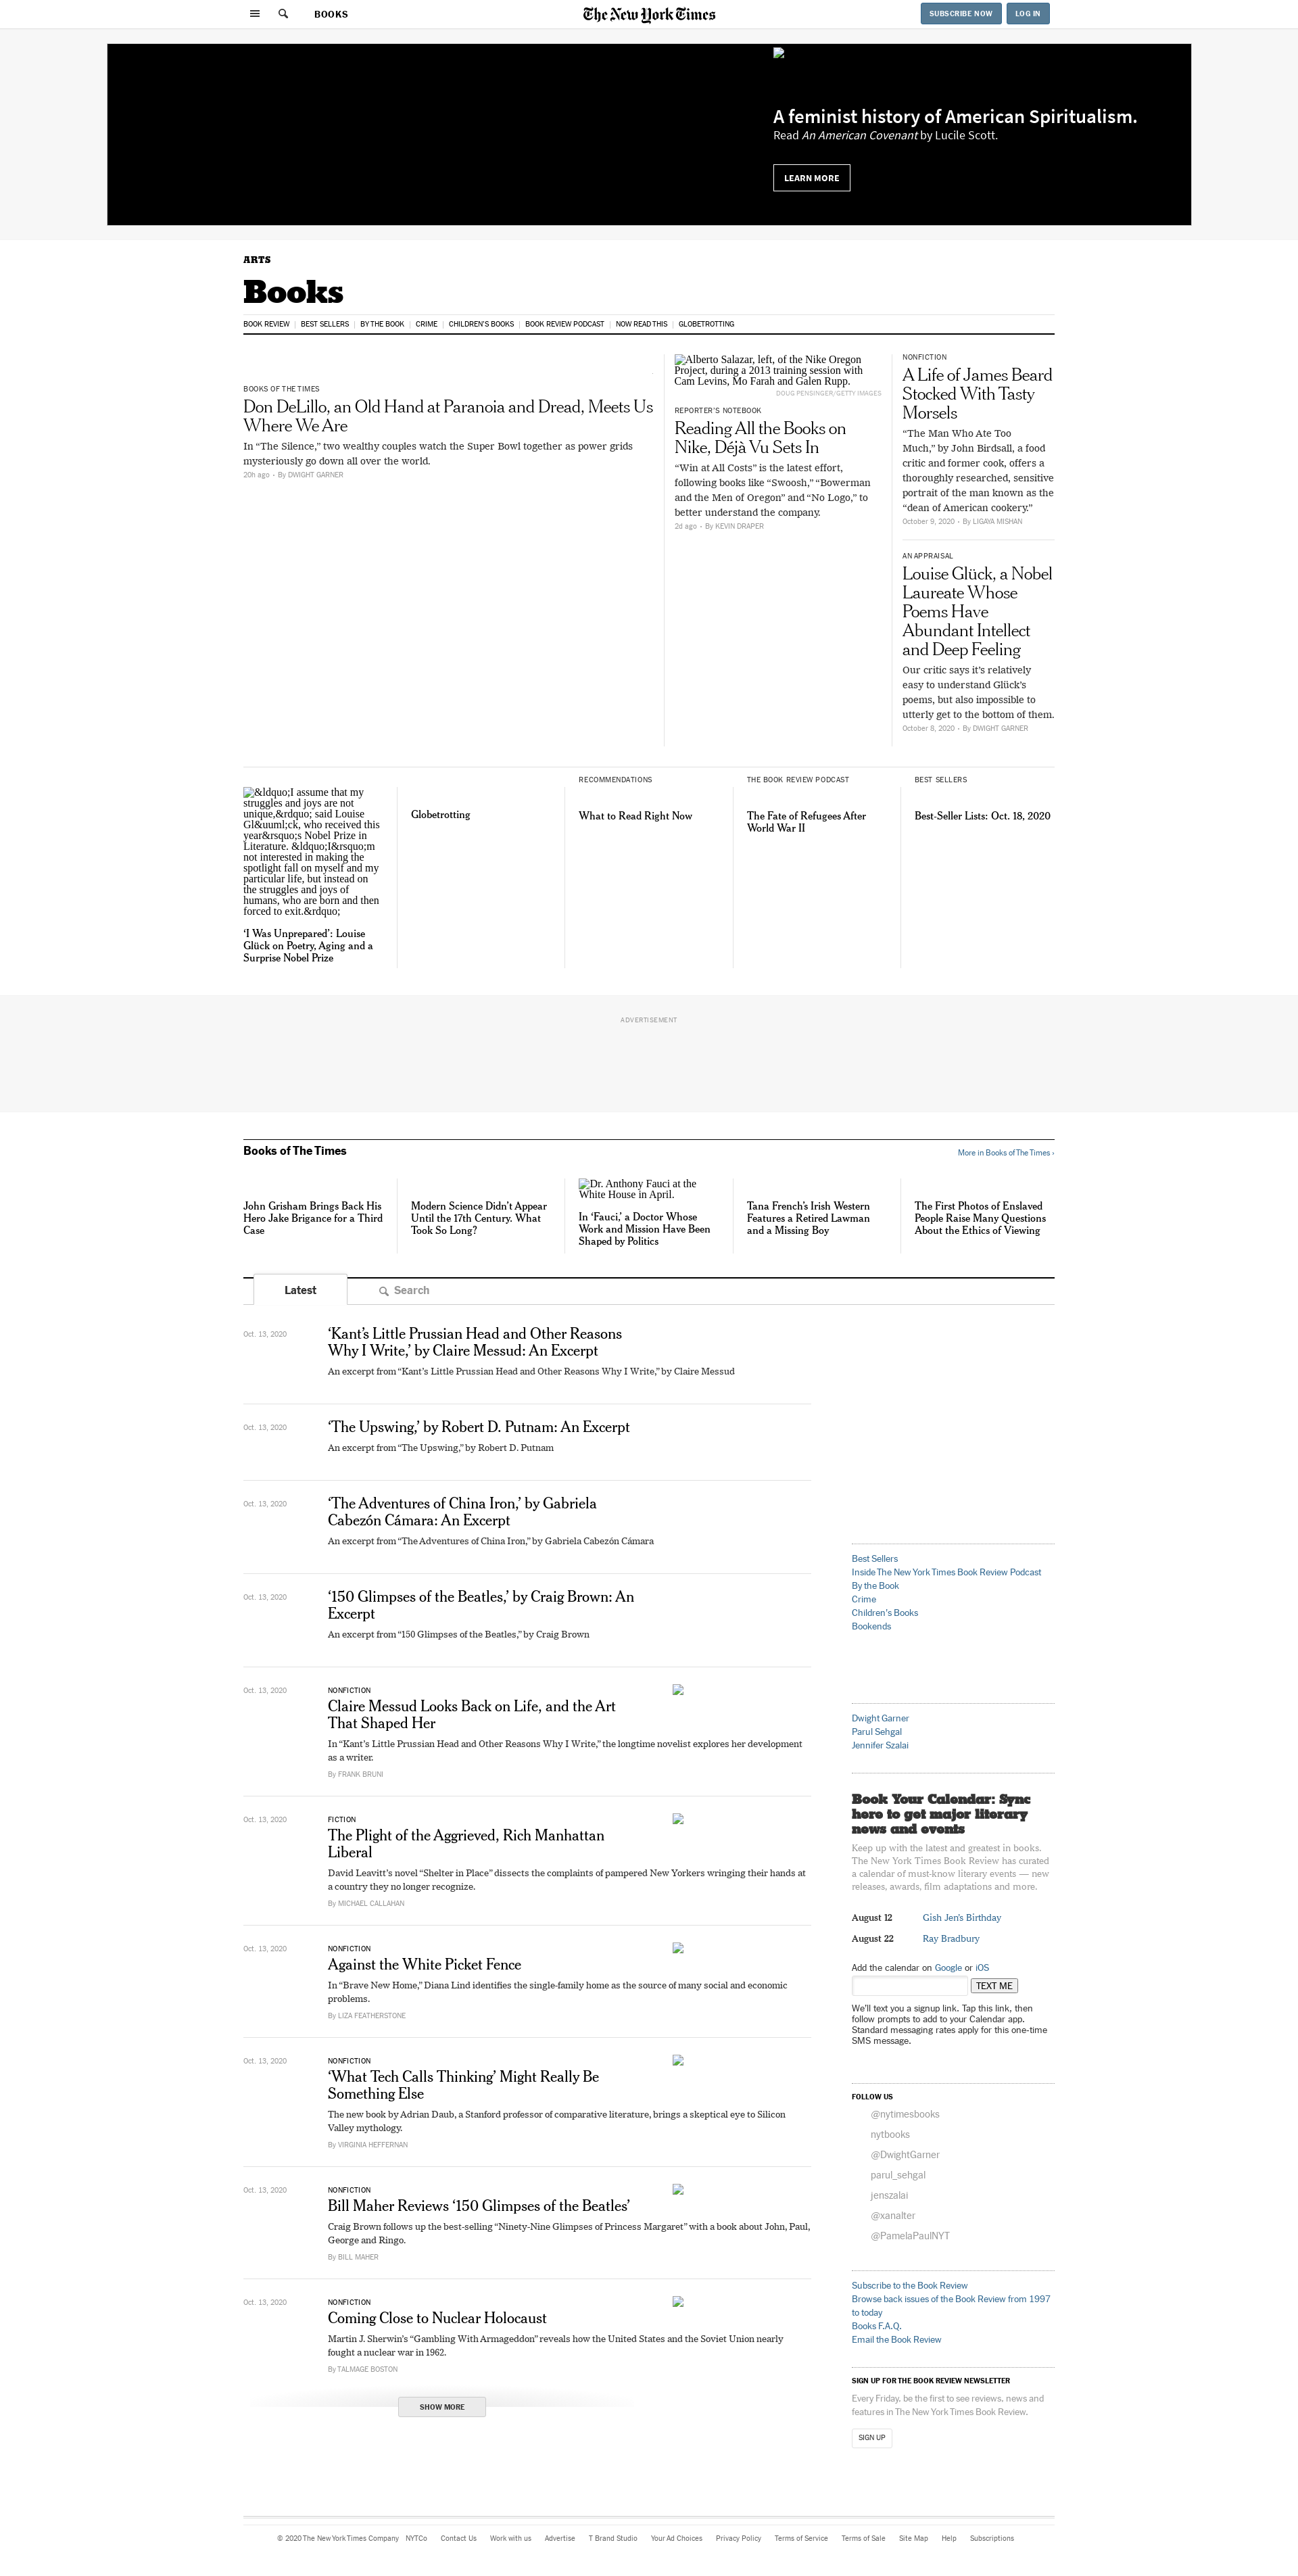 BOOKS
The New York Times
SUBSCRIBE NOW
LOG IN
A feminist history of American Spiritualism.
Read An American Covenant by Lucile Scott.
LEARN MORE
ARTS
Books
BOOK REVIEW
BEST SELLERS
BY THE BOOK
CRIME
CHILDREN'S BOOKS
BOOK REVIEW PODCAST
NOW READ THIS
GLOBETROTTING
BOOKS OF THE TIMES
Don DeLillo, an Old Hand at Paranoia and Dread, Meets Us
Where We Are
In “The Silence,” two wealthy couples watch the Super Bowl together as power grids
mysteriously go down all over the world.
20h ago • By DWIGHT GARNER
Alberto Salazar, left, of the Nike Oregon
Project, during a 2013 training session with
Cam Levins, Mo Farah and Galen Rupp.
DOUG PENSINGER/GETTY IMAGES
REPORTER'S NOTEBOOK
Reading All the Books on
Nike, Déjà Vu Sets In
“Win at All Costs” is the latest effort,
following books like “Swoosh,” “Bowerman
and the Men of Oregon” and “No Logo,” to
better understand the company.
2d ago • By KEVIN DRAPER
NONFICTION
A Life of James Beard
Stocked With Tasty
Morsels
“The Man Who Ate Too
Much,” by John Birdsall, a food
critic and former cook, offers a
thoroughly researched, sensitive
portrait of the man known as the
“dean of American cookery.”
October 9, 2020 • By LIGAYA MISHAN
AN APPRAISAL
Louise Glück, a Nobel
Laureate Whose
Poems Have
Abundant Intellect
and Deep Feeling
Our critic says it’s relatively
easy to understand Glück’s
poems, but also impossible to
utterly get to the bottom of them.
October 8, 2020 • By DWIGHT GARNER
&ldquo;I assume that my
struggles and joys are not
unique,&rdquo; said Louise
Gl&uuml;ck, who received this
year&rsquo;s Nobel Prize in
Literature. &ldquo;I&rsquo;m
not interested in making the
spotlight fall on myself and my
particular life, but instead on
the struggles and joys of
humans, who are born and then
forced to exit.&rdquo;
‘I Was Unprepared’: Louise
Glück on Poetry, Aging and a
Surprise Nobel Prize
Globetrotting
RECOMMENDATIONS
What to Read Right Now
THE BOOK REVIEW PODCAST
The Fate of Refugees After
World War II
BEST SELLERS
Best-Seller Lists: Oct. 18, 2020
ADVERTISEMENT
Books of The Times
More in Books of The Times ›
John Grisham Brings Back His
Hero Jake Brigance for a Third
Case
Modern Science Didn’t Appear
Until the 17th Century. What
Took So Long?
Dr. Anthony Fauci at the
White House in April.
In ‘Fauci,’ a Doctor Whose
Work and Mission Have Been
Shaped by Politics
Tana French’s Irish Western
Features a Retired Lawman
and a Missing Boy
The First Photos of Enslaved
People Raise Many Questions
About the Ethics of Viewing
Latest
Search
Oct. 13, 2020
‘Kant’s Little Prussian Head and Other Reasons
Why I Write,’ by Claire Messud: An Excerpt
An excerpt from “Kant’s Little Prussian Head and Other Reasons Why I Write,” by Claire Messud
Oct. 13, 2020
‘The Upswing,’ by Robert D. Putnam: An Excerpt
An excerpt from “The Upswing,” by Robert D. Putnam
Oct. 13, 2020
‘The Adventures of China Iron,’ by Gabriela
Cabezón Cámara: An Excerpt
An excerpt from “The Adventures of China Iron,” by Gabriela Cabezón Cámara
Oct. 13, 2020
‘150 Glimpses of the Beatles,’ by Craig Brown: An
Excerpt
An excerpt from “150 Glimpses of the Beatles,” by Craig Brown
Oct. 13, 2020
NONFICTION
Claire Messud Looks Back on Life, and the Art
That Shaped Her
In “Kant’s Little Prussian Head and Other Reasons Why I Write,” the longtime novelist explores her development
as a writer.
By FRANK BRUNI
Oct. 13, 2020
FICTION
The Plight of the Aggrieved, Rich Manhattan
Liberal
David Leavitt’s novel “Shelter in Place” dissects the complaints of pampered New Yorkers wringing their hands at
a country they no longer recognize.
By MICHAEL CALLAHAN
Oct. 13, 2020
NONFICTION
Against the White Picket Fence
In “Brave New Home,” Diana Lind identifies the single-family home as the source of many social and economic
problems.
By LIZA FEATHERSTONE
Oct. 13, 2020
NONFICTION
‘What Tech Calls Thinking’ Might Really Be
Something Else
The new book by Adrian Daub, a Stanford professor of comparative literature, brings a skeptical eye to Silicon
Valley mythology.
By VIRGINIA HEFFERNAN
Oct. 13, 2020
NONFICTION
Bill Maher Reviews ‘150 Glimpses of the Beatles’
Craig Brown follows up the best-selling “Ninety-Nine Glimpses of Princess Margaret” with a book about John, Paul,
George and Ringo.
By BILL MAHER
Oct. 13, 2020
NONFICTION
Coming Close to Nuclear Holocaust
Martin J. Sherwin’s “Gambling With Armageddon” reveals how the United States and the Soviet Union nearly
fought a nuclear war in 1962.
By TALMAGE BOSTON
SHOW MORE
Best Sellers
Inside The New York Times Book Review Podcast
By the Book
Crime
Children's Books
Bookends
Dwight Garner
Parul Sehgal
Jennifer Szalai
Book Your Calendar: Sync
here to get major literary
news and events
Keep up with the latest and greatest in books.
The New York Times Book Review has curated
a calendar of must-know literary events — new
releases, awards, film adaptations and more.
August 12 Gish Jen’s Birthday
August 22 Ray Bradbury
Add the calendar on Google or iOS
TEXT ME
We'll text you a signup link. Tap this link, then
follow prompts to add to your Calendar app.
Standard messaging rates apply for this one-time
SMS message.
FOLLOW US
@nytimesbooks
nytbooks
@DwightGarner
parul_sehgal
jenszalai
@xanalter
@PamelaPaulNYT
Subscribe to the Book Review
Browse back issues of the Book Review from 1997
to today
Books F.A.Q.
Email the Book Review
SIGN UP FOR THE BOOK REVIEW NEWSLETTER
Every Friday, be the first to see reviews, news and
features in The New York Times Book Review.
SIGN UP
© 2020 The New York Times Company NYTCo Contact Us Work with us Advertise T Brand Studio Your Ad Choices Privacy Policy Terms of Service Terms of Sale Site Map Help Subscriptions